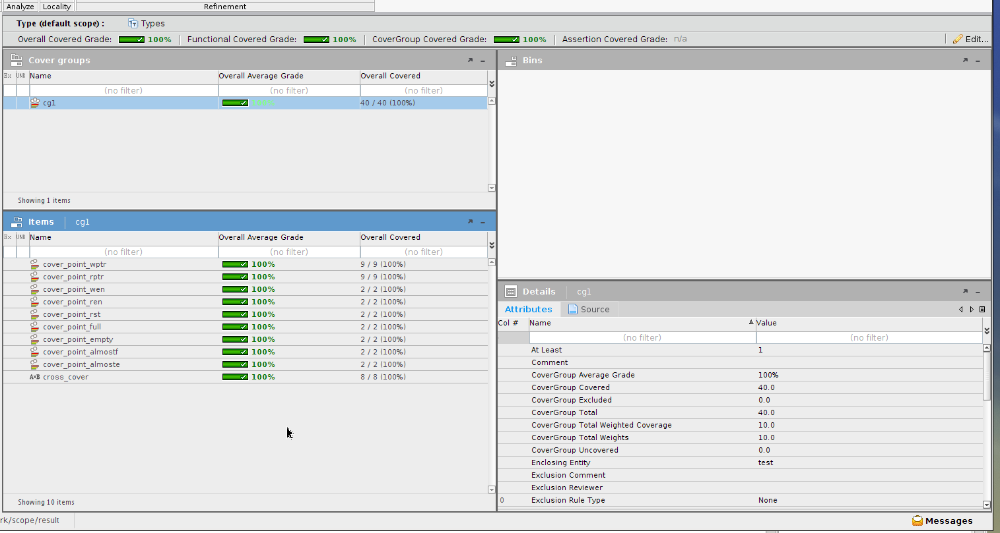 Analyze Locality Refinement
Type (default scope) : Types
Overall Covered Grade: 100% Functional Covered Grade: 100% CoverGroup Covered Grade: 100% Assertion Covered Grade: n/a Edit...
Cover groups
Ex UNR Name Overall Average Grade Overall Covered
(no filter) (no filter) (no filter)
cg1 100% 40 / 40 (100%)
Showing 1 items
Items cg1
Ex UNR Name Overall Average Grade Overall Covered
(no filter) (no filter) (no filter)
cover_point_wptr 100% 9 / 9 (100%)
cover_point_rptr 100% 9 / 9 (100%)
cover_point_wen 100% 2 / 2 (100%)
cover_point_ren 100% 2 / 2 (100%)
cover_point_rst 100% 2 / 2 (100%)
cover_point_full 100% 2 / 2 (100%)
cover_point_empty 100% 2 / 2 (100%)
cover_point_almostf 100% 2 / 2 (100%)
cover_point_almoste 100% 2 / 2 (100%)
A×B cross_cover 100% 8 / 8 (100%)
Showing 10 items
Bins
Details cg1
Attributes Source
Col # Name Value
(no filter) (no filter)
At Least 1
Comment
CoverGroup Average Grade 100%
CoverGroup Covered 40.0
CoverGroup Excluded 0.0
CoverGroup Total 40.0
CoverGroup Total Weighted Coverage 10.0
CoverGroup Total Weights 10.0
CoverGroup Uncovered 0.0
Enclosing Entity test
Exclusion Comment
Exclusion Reviewer
0 Exclusion Rule Type None
rk/scope/result
Messages